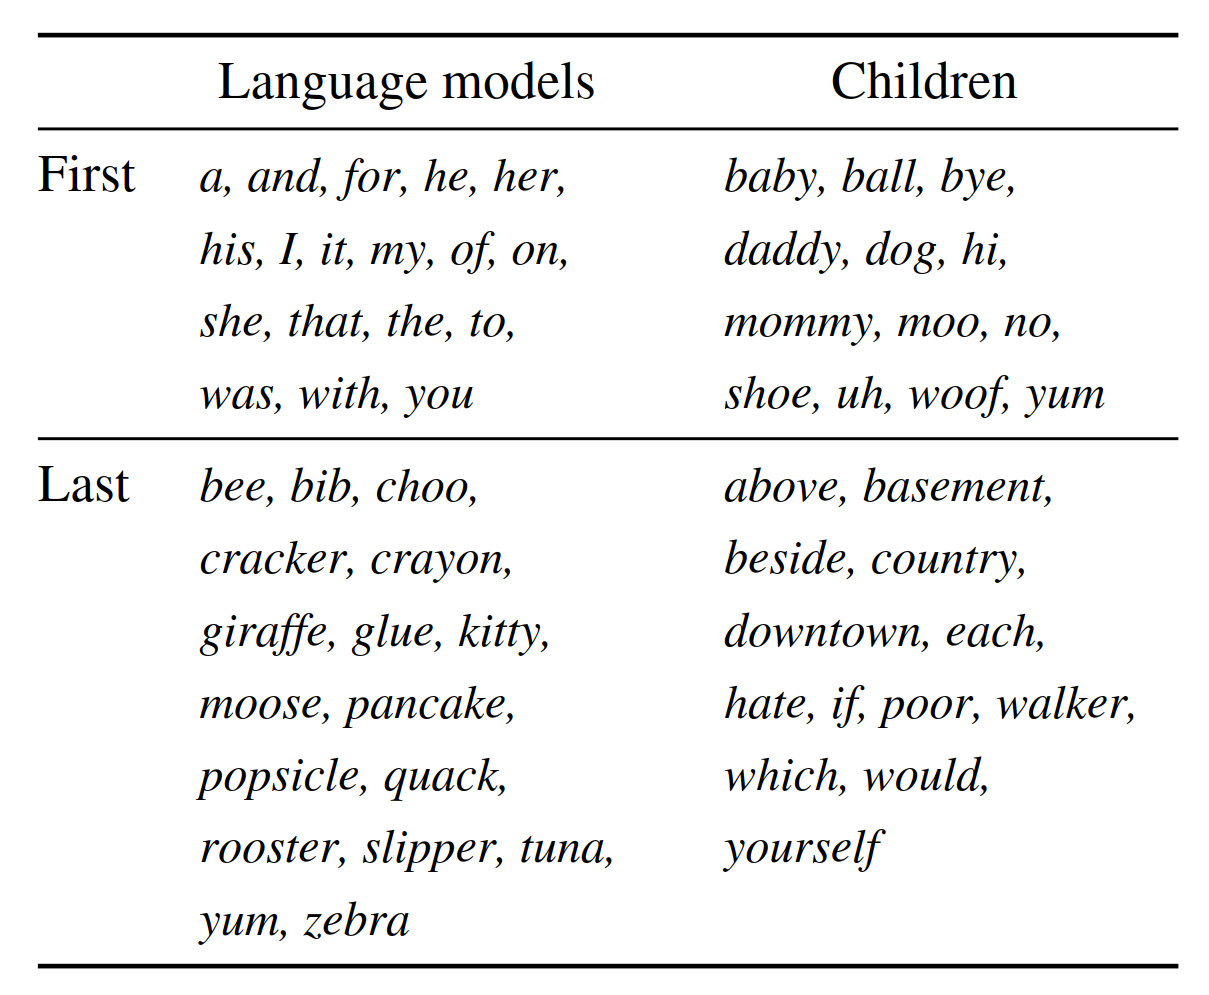 Language models Children
First a, and, for, he, her, baby, ball, bye,
his, I, it, my, of, on, daddy, dog, hi,
she, that, the, to, mommy, moo, no,
was, with, you shoe, uh, woof, yum
Last bee, bib, choo, above, basement,
cracker, crayon, beside, country,
giraffe, glue, kitty, downtown, each,
moose, pancake, hate, if, poor, walker,
popsicle, quack, which, would,
rooster, slipper, tuna, yourself
yum, zebra